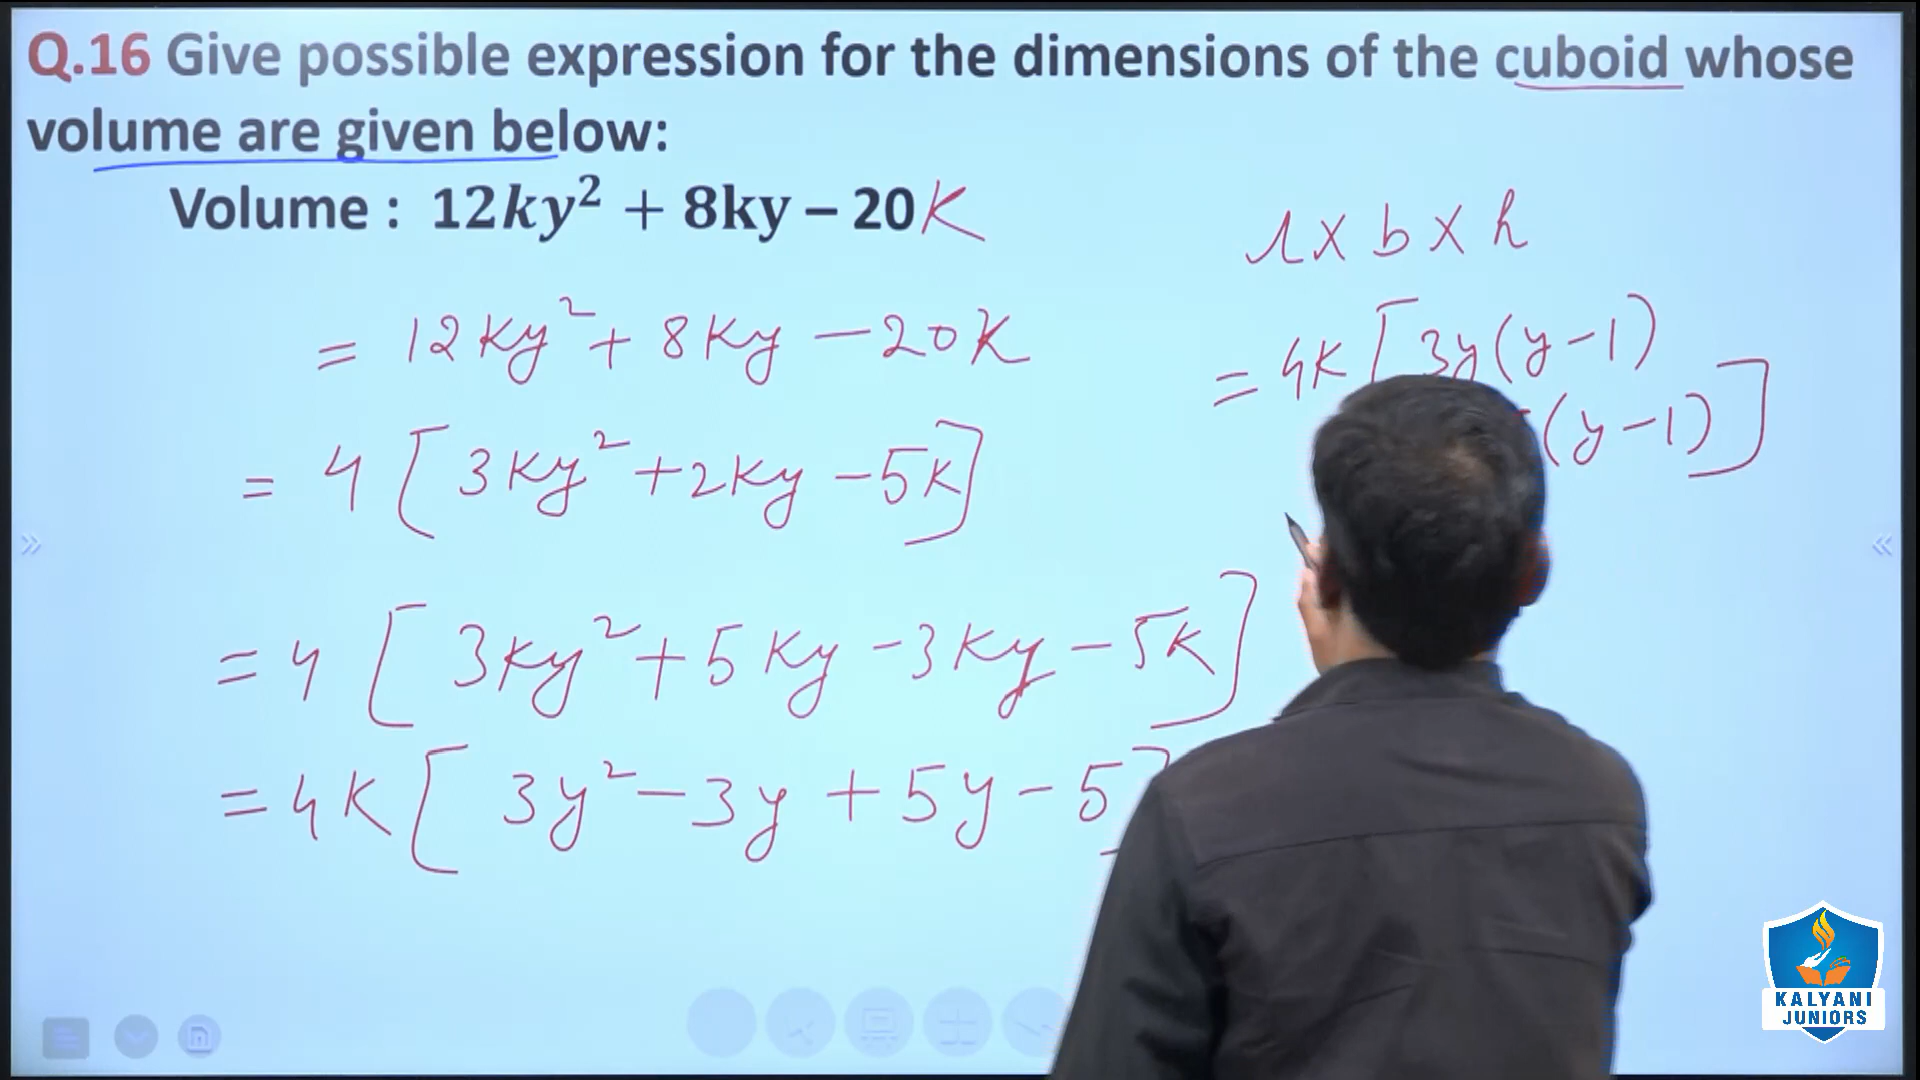 Q.16 Give possible expression for the dimensions of the cuboid whose
volume are given below:
Volume : 12ky² + 8ky – 20K
= 12Ky² + 8Ky – 20K
= 4 [ 3Ky² + 2Ky – 5K ]
= 4 [ 3Ky² + 5Ky – 3Ky – 5K ]
= 4K [ 3y² – 3y + 5y – 5 ]
l x b x h
= 4K [ 3y (y – 1)
(y – 1) ]
KALYANI
JUNIORS